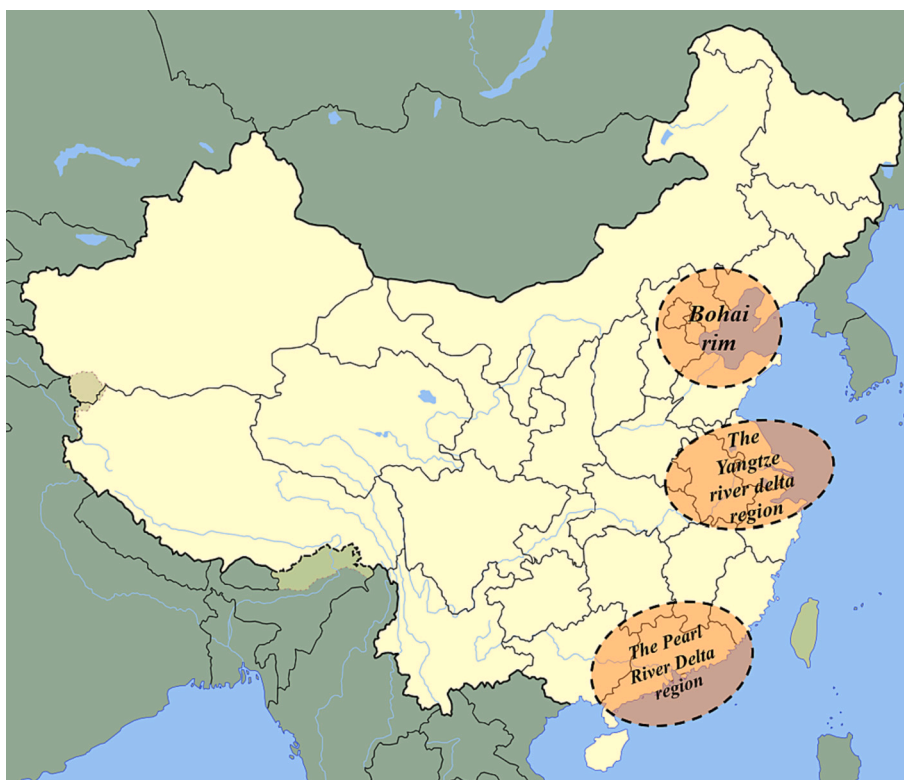 Bohai
rim
The
Yangtze
river delta
region
The Pearl
River Delta
region